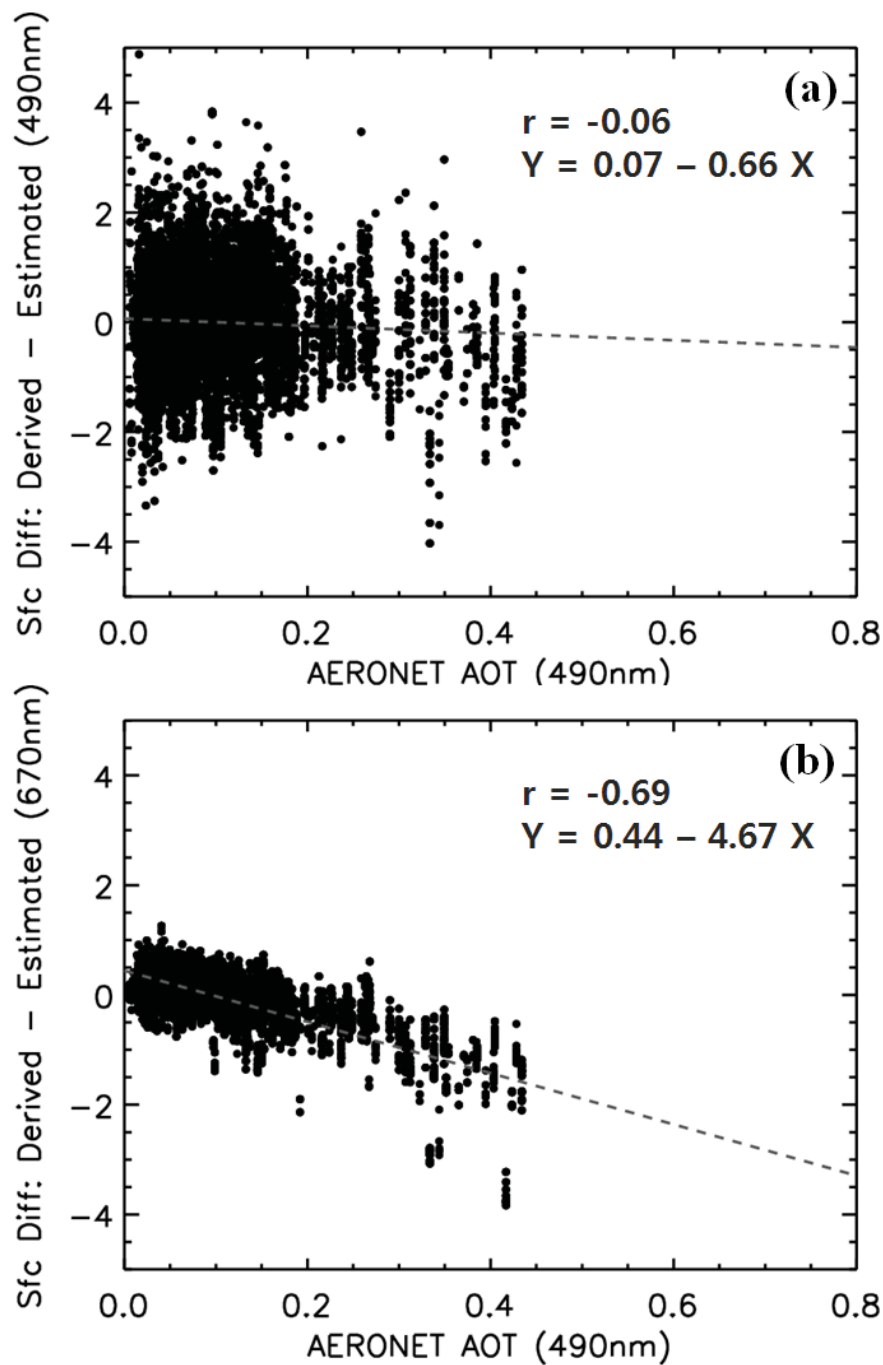 Sfc Diff: Derived – Estimated (490nm)
(a)
r = -0.06
Y = 0.07 – 0.66 X
4
2
0
−2
−4
0.0 0.2 0.4 0.6 0.8
AERONET AOT (490nm)
Sfc Diff: Derived – Estimated (670nm)
(b)
r = -0.69
Y = 0.44 – 4.67 X
4
2
0
−2
−4
0.0 0.2 0.4 0.6 0.8
AERONET AOT (490nm)